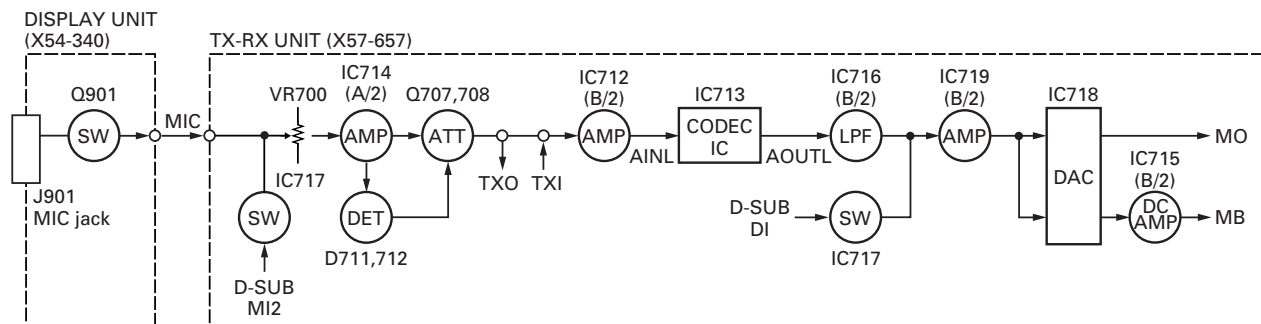 DISPLAY UNIT
(X54-340)
TX-RX UNIT (X57-657)
Q901
SW
J901
MIC jack
MIC
VR700
IC717
SW
D-SUB
MI2
IC714
(A/2)
AMP
DET
D711,712
Q707,708
ATT
TXO
TXI
IC712
(B/2)
AMP
AINL
IC713
CODEC
IC
AOUTL
IC716
(B/2)
LPF
D-SUB
DI
SW
IC717
IC719
(B/2)
AMP
IC718
DAC
MO
IC715
(B/2)
DC
AMP
MB